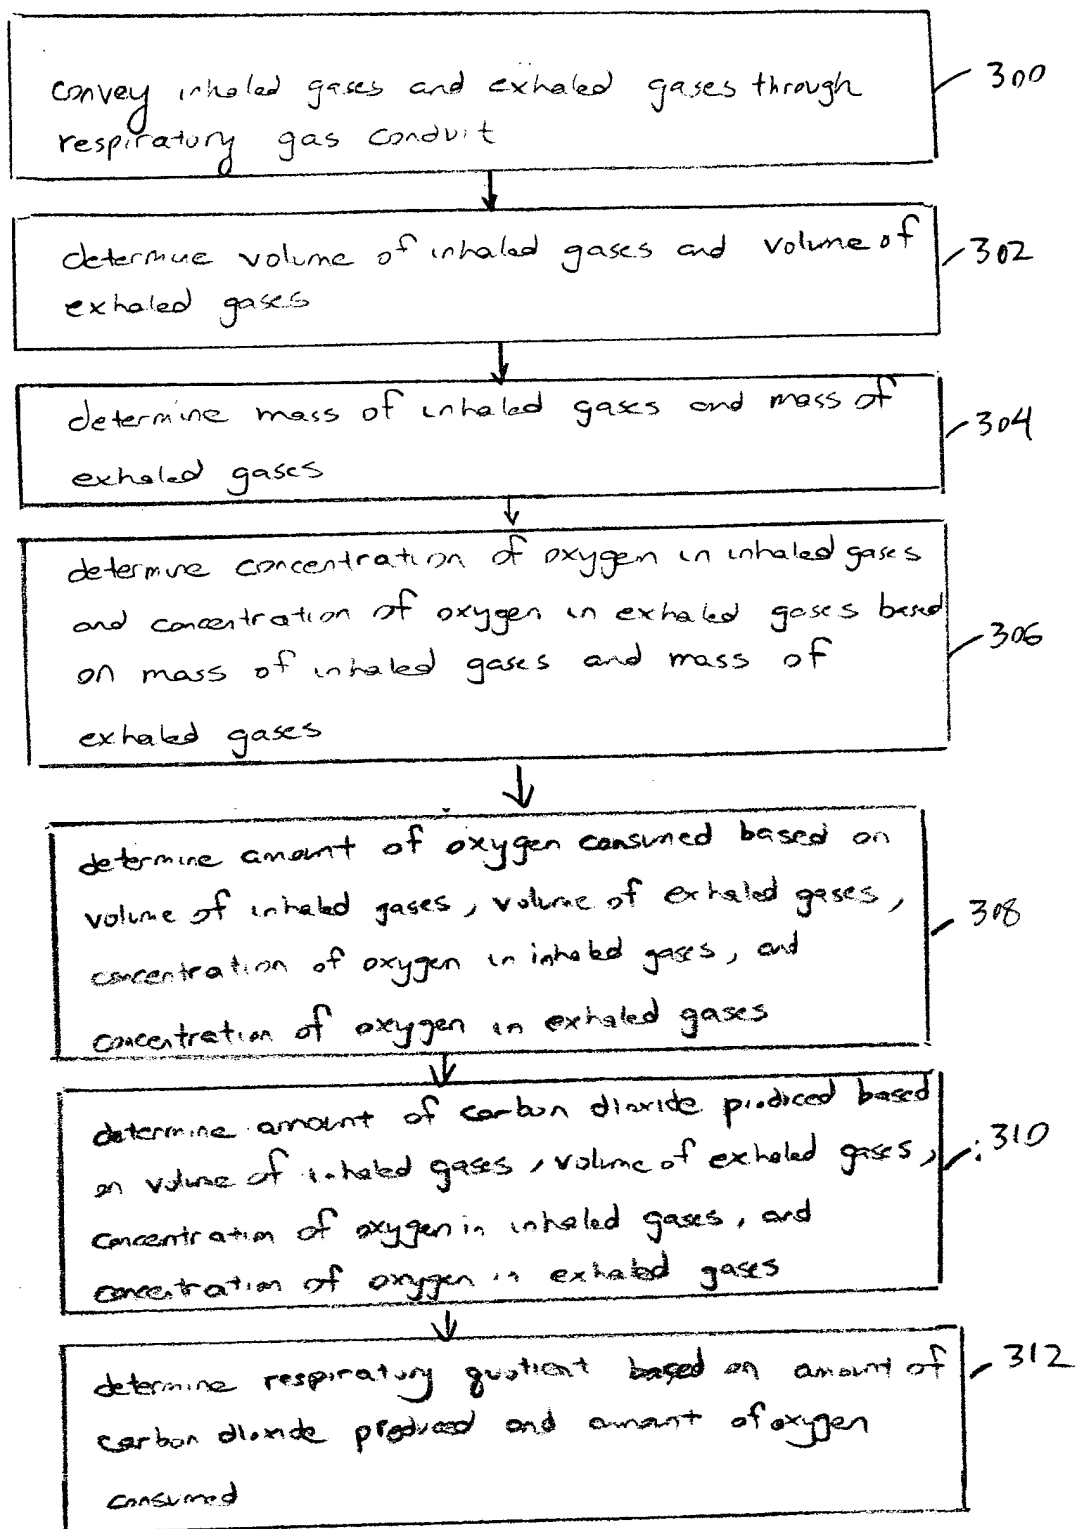 convey inhaled gases and exhaled gases through
respiratory gas conduit
300
determine volume of inhaled gases and volume of
exhaled gases
302
determine mass of inhaled gases and mass of
exhaled gases
304
determine concentration of oxygen in inhaled gases
and concentration of oxygen in exhaled gases based
on mass of inhaled gases and mass of
exhaled gases
306
determine amount of oxygen consumed based on
volume of inhaled gases, volume of exhaled gases,
concentration of oxygen in inhaled gases, and
concentration of oxygen in exhaled gases
308
determine amount of carbon dioxide produced based
on volume of inhaled gases, volume of exhaled gases,
concentration of oxygen in inhaled gases, and
concentration of oxygen in exhaled gases
310
determine respiratory quotient based on amount of
carbon dioxide produced and amount of oxygen
consumed
312